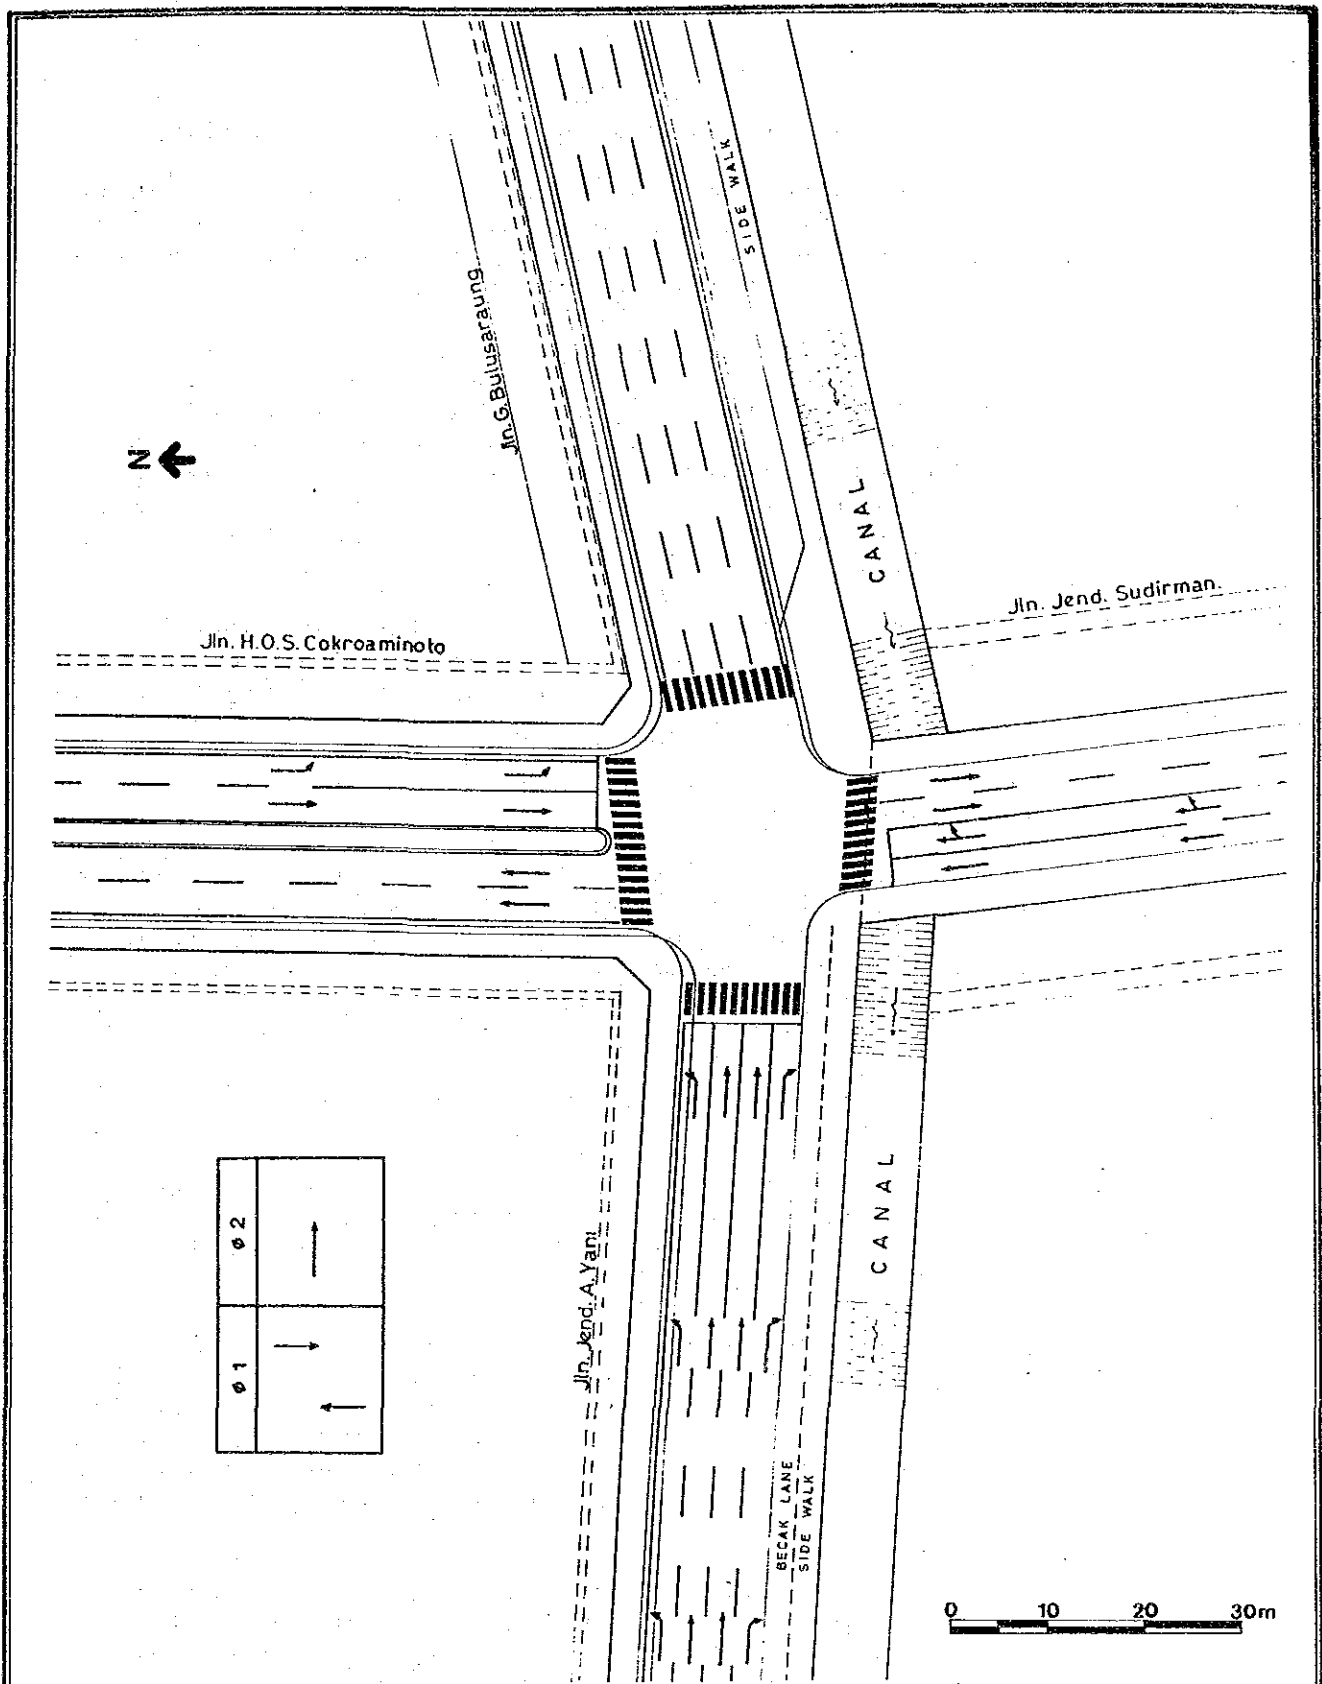 SIDE WALK
Jln. G. Bulusaraung
N
CANAL
Jln. Jend. Sudirman.
Jln. H.O.S. Cokroaminoto
CANAL
ø 2
ø 1
Jln. Jend. A. Yani
BECAK LANE
SIDE WALK
0 10 20 30m